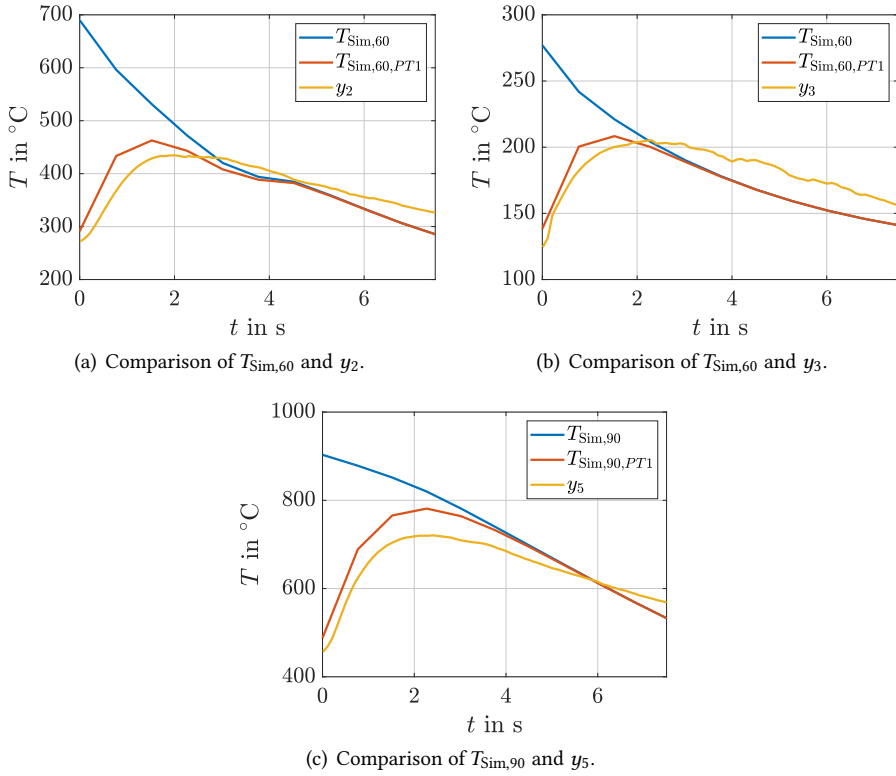 700
600
500
400
300
200
0
2
4
6
T in °C
t in s
T_Sim,60
T_Sim,60,PT1
y_2
(a) Comparison of T_Sim,60 and y_2.
300
250
200
150
100
0
2
4
6
T in °C
t in s
T_Sim,60
T_Sim,60,PT1
y_3
(b) Comparison of T_Sim,60 and y_3.
1000
800
600
400
0
2
4
6
T in °C
t in s
T_Sim,90
T_Sim,90,PT1
y_5
(c) Comparison of T_Sim,90 and y_5.